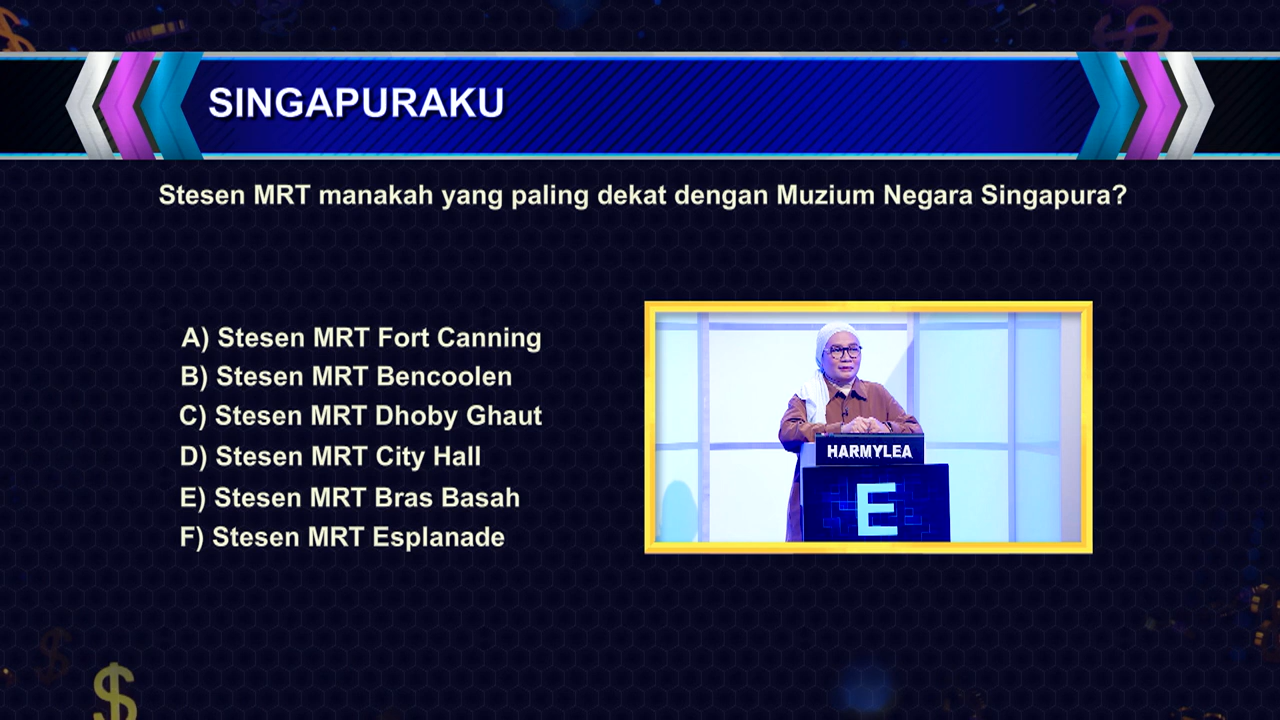 SINGAPURAKU
Stesen MRT manakah yang paling dekat dengan Muzium Negara Singapura?
A) Stesen MRT Fort Canning
B) Stesen MRT Bencoolen
C) Stesen MRT Dhoby Ghaut
D) Stesen MRT City Hall
E) Stesen MRT Bras Basah
F) Stesen MRT Esplanade
HARMYLEA
E